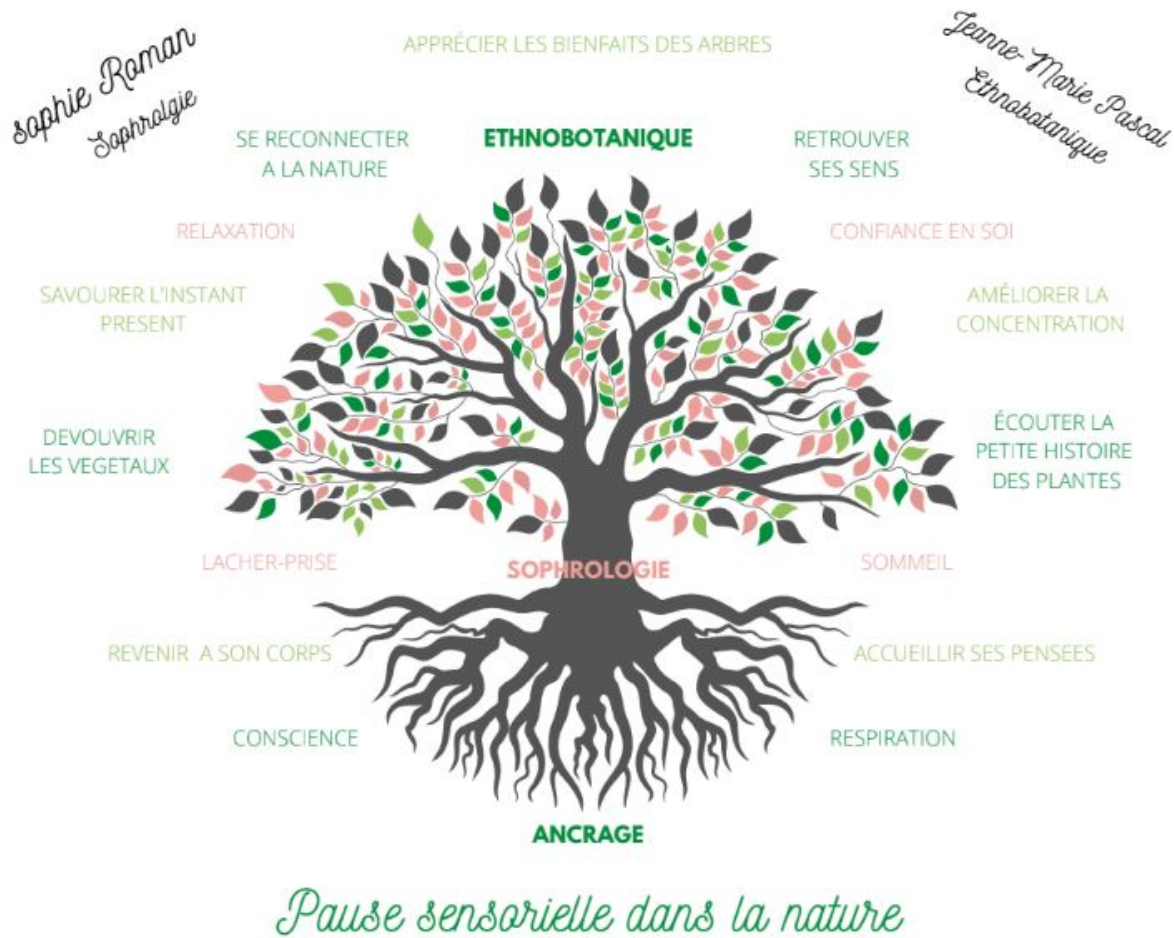 sophie Roman
Sophrolgie
Jeanne-Marie Pascal
Ethnobotanique
APPRÉCIER LES BIENFAITS DES ARBRES
SE RECONNECTER
A LA NATURE
ETHNOBOTANIQUE
RETROUVER
SES SENS
RELAXATION
CONFIANCE EN SOI
SAVOURER L'INSTANT
PRESENT
AMÉLIORER LA
CONCENTRATION
DEVOUVRIR
LES VEGETAUX
ÉCOUTER LA
PETITE HISTOIRE
DES PLANTES
LACHER-PRISE
SOPHROLOGIE
SOMMEIL
REVENIR A SON CORPS
ACCUEILLIR SES PENSEES
CONSCIENCE
RESPIRATION
ANCRAGE
Pause sensorielle dans la nature